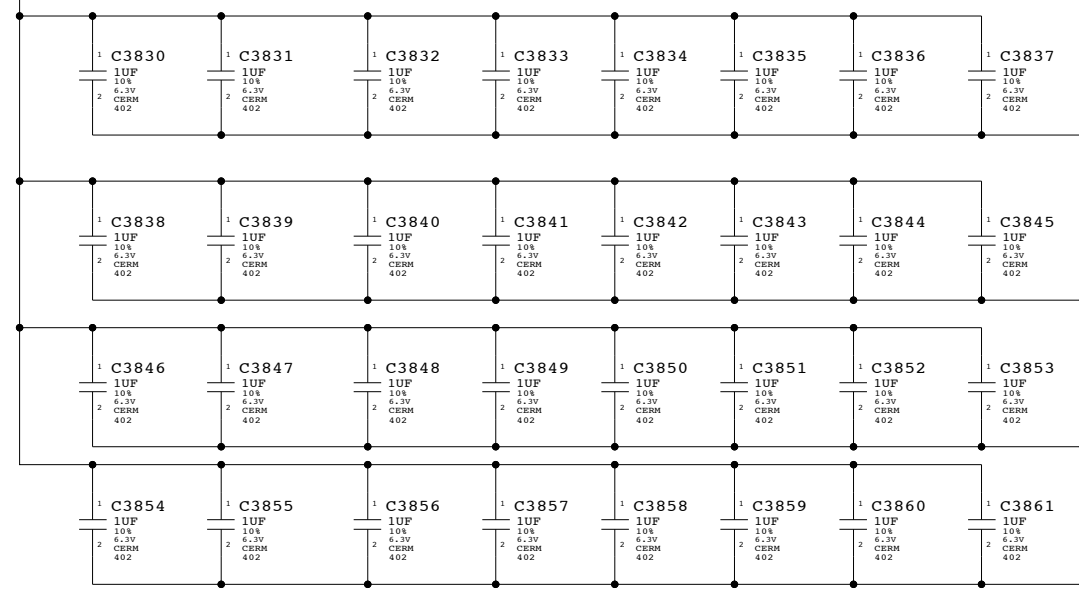 1 C3830 1 C3831 1 C3832 1 C3833 1 C3834 1 C3835 1 C3836 1 C3837
1UF 1UF 1UF 1UF 1UF 1UF 1UF 1UF
10% 10% 10% 10% 10% 10% 10% 10%
6.3V 6.3V 6.3V 6.3V 6.3V 6.3V 6.3V 6.3V
2 CERM 2 CERM 2 CERM 2 CERM 2 CERM 2 CERM 2 CERM 2 CERM
402 402 402 402 402 402 402 402
1 C3838 1 C3839 1 C3840 1 C3841 1 C3842 1 C3843 1 C3844 1 C3845
1UF 1UF 1UF 1UF 1UF 1UF 1UF 1UF
10% 10% 10% 10% 10% 10% 10% 10%
6.3V 6.3V 6.3V 6.3V 6.3V 6.3V 6.3V 6.3V
2 CERM 2 CERM 2 CERM 2 CERM 2 CERM 2 CERM 2 CERM 2 CERM
402 402 402 402 402 402 402 402
1 C3846 1 C3847 1 C3848 1 C3849 1 C3850 1 C3851 1 C3852 1 C3853
1UF 1UF 1UF 1UF 1UF 1UF 1UF 1UF
10% 10% 10% 10% 10% 10% 10% 10%
6.3V 6.3V 6.3V 6.3V 6.3V 6.3V 6.3V 6.3V
2 CERM 2 CERM 2 CERM 2 CERM 2 CERM 2 CERM 2 CERM 2 CERM
402 402 402 402 402 402 402 402
1 C3854 1 C3855 1 C3856 1 C3857 1 C3858 1 C3859 1 C3860 1 C3861
1UF 1UF 1UF 1UF 1UF 1UF 1UF 1UF
10% 10% 10% 10% 10% 10% 10% 10%
6.3V 6.3V 6.3V 6.3V 6.3V 6.3V 6.3V 6.3V
2 CERM 2 CERM 2 CERM 2 CERM 2 CERM 2 CERM 2 CERM 2 CERM
402 402 402 402 402 402 402 402